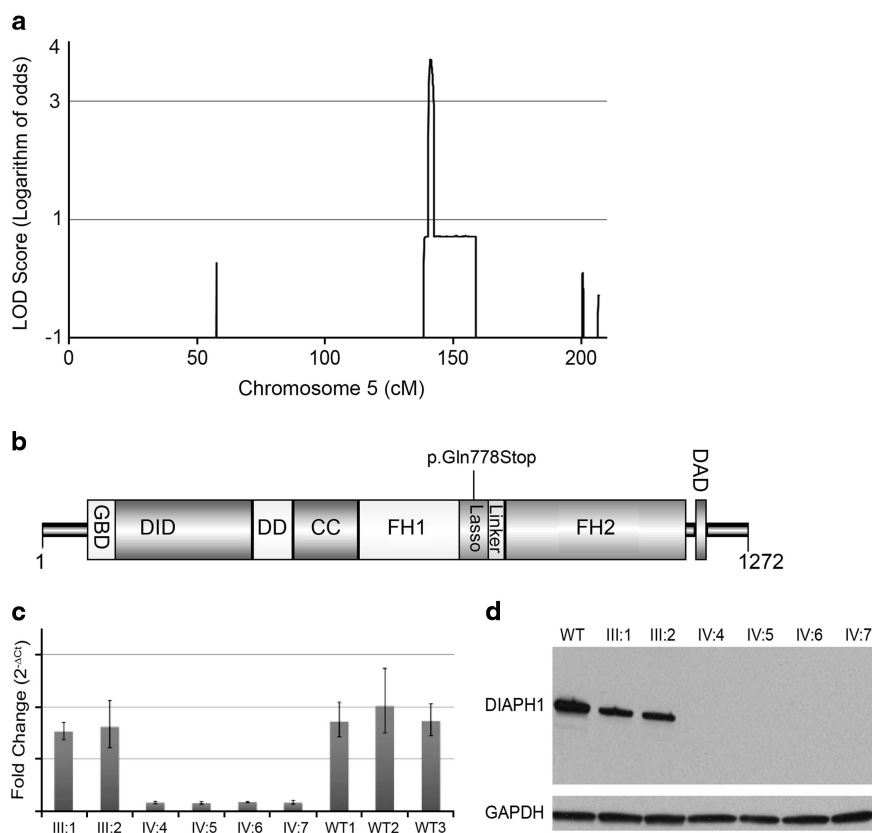 a
LOD Score (Logarithm of odds)
4
3
1
-1
0 50 100 150 200
Chromosome 5 (cM)
b
p.Gln778Stop
GBD DID DD CC FH1 Lasso Linker FH2 DAD
1 1272
c
Fold Change (2-ΔCt)
III:1 III:2 IV:4 IV:5 IV:6 IV:7 WT1 WT2 WT3
d
WT III:1 III:2 IV:4 IV:5 IV:6 IV:7
DIAPH1
GAPDH